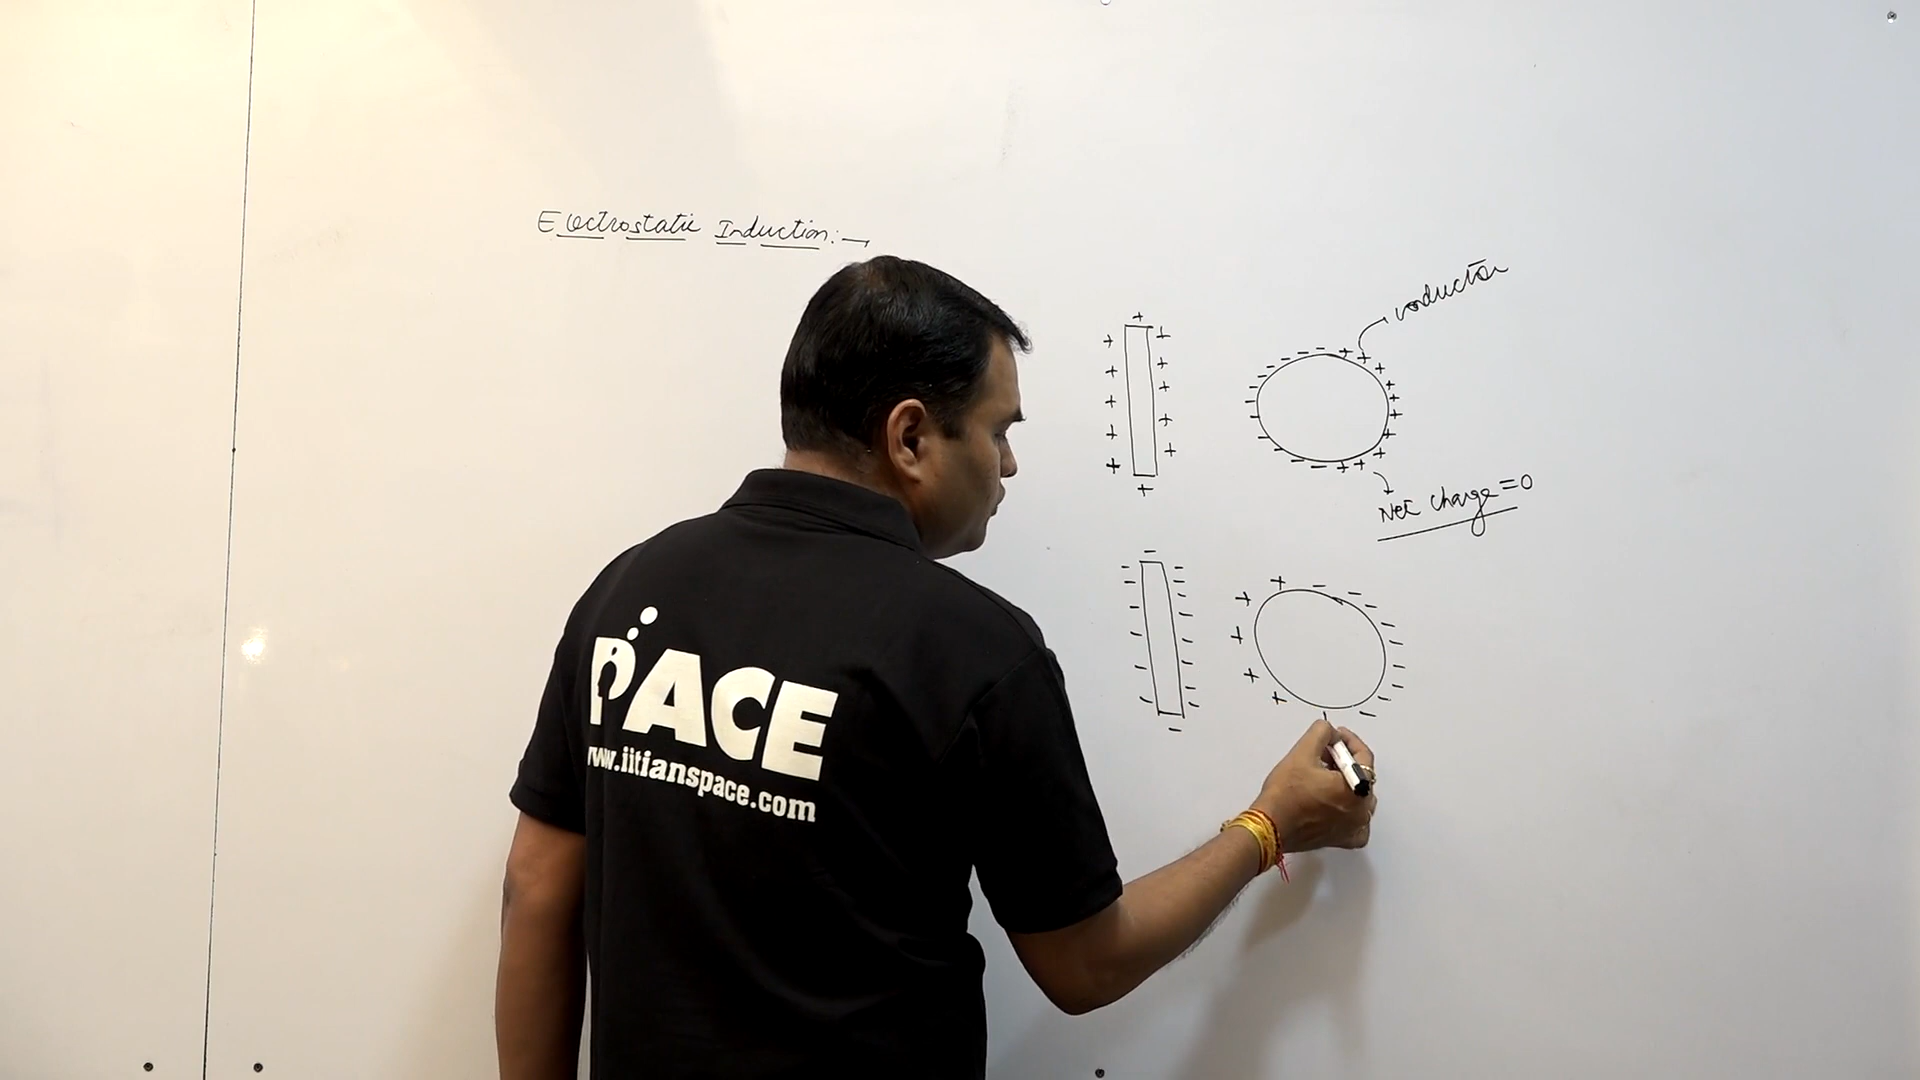 Electrostatic Induction:→
conductor
Net charge = 0
PACE
www.iitianspace.com